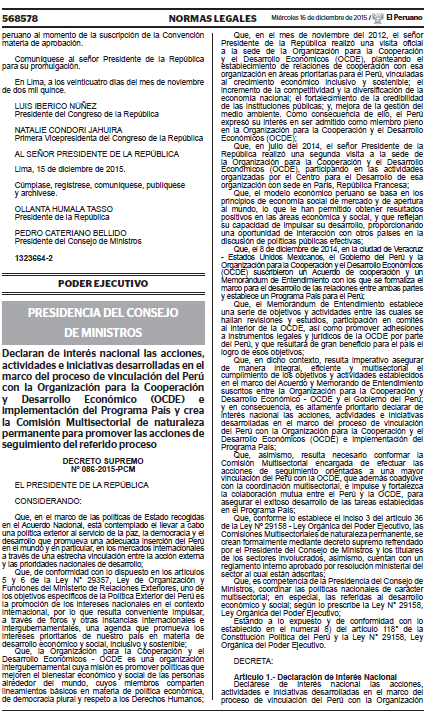 568578
NORMAS LEGALES
Miércoles 16 de diciembre de 2015 / El Peruano
peruano al momento de la suscripción de la Convención
materia de aprobación.
Comuníquese al señor Presidente de la República
para su promulgación.
En Lima, a los veinticuatro días del mes de noviembre
de dos mil quince.
LUIS IBERICO NÚÑEZ
Presidente del Congreso de la República
NATALIE CONDORI JAHUIRA
Primera Vicepresidenta del Congreso de la República
AL SEÑOR PRESIDENTE DE LA REPÚBLICA
Lima, 15 de diciembre de 2015.
Cúmplase, regístrese, comuníquese, publíquese
y archívese.
OLLANTA HUMALA TASSO
Presidente de la República
PEDRO CATERIANO BELLIDO
Presidente del Consejo de Ministros
1323664-2
PODER EJECUTIVO
PRESIDENCIA DEL CONSEJO
DE MINISTROS
Declaran de interés nacional las acciones,
actividades e iniciativas desarrolladas en el
marco del proceso de vinculación del Perú
con la Organización para la Cooperación
y Desarrollo Económico (OCDE) e
implementación del Programa País y crea
la Comisión Multisectorial de naturaleza
permanente para promover las acciones de
seguimiento del referido proceso
DECRETO SUPREMO
Nº 086-2015-PCM
EL PRESIDENTE DE LA REPÚBLICA
CONSIDERANDO:
Que, en el marco de las políticas de Estado recogidas
en el Acuerdo Nacional, está contemplado el llevar a cabo
una política exterior al servicio de la paz, la democracia y el
desarrollo que promueva una adecuada inserción del Perú
en el mundo y en particular, en los mercados internacionales
a través de una estrecha vinculación entre la acción externa
y las prioridades nacionales de desarrollo;
Que, de conformidad con lo dispuesto en los artículos
5 y 6 de la Ley N° 29357, Ley de Organización y
Funciones del Ministerio de Relaciones Exteriores, uno de
los objetivos específicos de la Política Exterior del Perú es
la promoción de los intereses nacionales en el contexto
internacional, por lo que resulta conveniente impulsar,
a través de foros y otras instancias internacionales e
intergubernamentales, una agenda que promueva los
intereses prioritarios de nuestro país en materia de
desarrollo económico y social, inclusivo y sostenible;
Que, la Organización para la Cooperación y el
Desarrollo Económicos - OCDE es una organización
intergubernamental cuya misión es promover políticas que
mejoren el bienestar económico y social de las personas
alrededor del mundo, cuyos miembros comparten
lineamientos básicos en materia de política económica,
de democracia plural y respeto a los Derechos Humanos;
Que, en el mes de noviembre del 2012, el señor
Presidente de la República realizó una visita oficial
a la sede de la Organización para la Cooperación
y el Desarrollo Económicos (OCDE), planteando el
establecimiento de relaciones de cooperación con esa
organización en áreas prioritarias para el Perú, vinculadas
al crecimiento económico inclusivo y sostenible; el
incremento de la competitividad y la diversificación de la
economía nacional; el fortalecimiento de la credibilidad
de las instituciones públicas; y, mejora de la gestión del
medio ambiente. Como consecuencia de ello, el Perú
expresó su interés en ser admitido como miembro pleno
en la Organización para la Cooperación y el Desarrollo
Económicos (OCDE);
Que, en julio del 2014, el señor Presidente de la
República realizó una segunda visita a la sede de
la Organización para la Cooperación y el Desarrollo
Económicos (OCDE), participando en las actividades
organizadas por el Centro para el Desarrollo de esa
organización con sede en París, República Francesa;
Que, el modelo económico peruano se basa en los
principios de economía social de mercado y de apertura
al mundo, lo que le han permitido obtener resultados
positivos en las áreas económica y social, y que reflejan
su capacidad de impulsar su desarrollo, proporcionando
una oportunidad de interacción con otros países en la
discusión de políticas públicas efectivas;
Que, el 8 de diciembre de 2014, en la ciudad de Veracruz
- Estados Unidos Mexicanos, el Gobierno del Perú y la
Organización para la Cooperación y el Desarrollo Económicos
(OCDE) suscribieron un Acuerdo de cooperación y un
Memorándum de Entendimiento con los que se formaliza el
marco para el desarrollo de las relaciones entre ambas partes
y establece un Programa País para el Perú;
Que, el Memorándum de Entendimiento establece
una serie de objetivos y actividades entre las cuales se
hallan revisiones y estudios, participación en comités
al interior de la OCDE, así como promover adhesiones
a instrumentos legales y jurídicos de la OCDE por parte
del Perú, y que resultará de gran beneficio para el país el
logro de esos objetivos;
Que, en dicho contexto, resulta imperativo asegurar
de manera integral, eficiente y multisectorial el
cumplimiento de los objetivos y actividades establecidos
en el marco del Acuerdo y Memorando de Entendimiento
suscritos entre la Organización para la Cooperación y
Desarrollo Económico - OCDE y el Gobierno del Perú;
y en consecuencia, es altamente prioritario declarar de
interés nacional las acciones, actividades e iniciativas
desarrolladas en el marco del proceso de vinculación
del Perú con la Organización para la Cooperación y el
Desarrollo Económicos (OCDE) e implementación del
Programa País;
Que, asimismo, resulta necesario conformar la
Comisión Multisectorial encargada de efectuar las
acciones de seguimiento orientadas a una mayor
vinculación del Perú con la OCDE, que además coadyuve
con la coordinación multisectorial, e impulse y fortalezca
la colaboración mutua entre el Perú y la OCDE, para
asegurar el exitoso desarrollo de las tareas establecidas
en el Programa País;
Que, conforme lo establece el inciso 3 del artículo 36
de la Ley Nº 29158 - Ley Orgánica del Poder Ejecutivo, las
Comisiones Multisectoriales de naturaleza permanente, se
crean formalmente mediante decreto supremo refrendado
por el Presidente del Consejo de Ministros y los titulares
de los sectores involucrados, asimismo, cuentan con un
reglamento interno aprobado por resolución ministerial del
sector al cual están adscritas;
Que, es competencia de la Presidencia del Consejo de
Ministros, coordinar las políticas nacionales de carácter
multisectorial; en especial, las referidas al desarrollo
económico y social; según lo prescribe la Ley N° 29158,
Ley Orgánica del Poder Ejecutivo;
Estando a lo expuesto y de conformidad con lo
establecido en el numeral 8) del artículo 118° de la
Constitución Política del Perú y la Ley N° 29158, Ley
Orgánica del Poder Ejecutivo.
DECRETA:
Artículo 1.- Declaración de Interés Nacional
Declárese de interés nacional las acciones,
actividades e iniciativas desarrolladas en el marco del
proceso de vinculación del Perú con la Organización